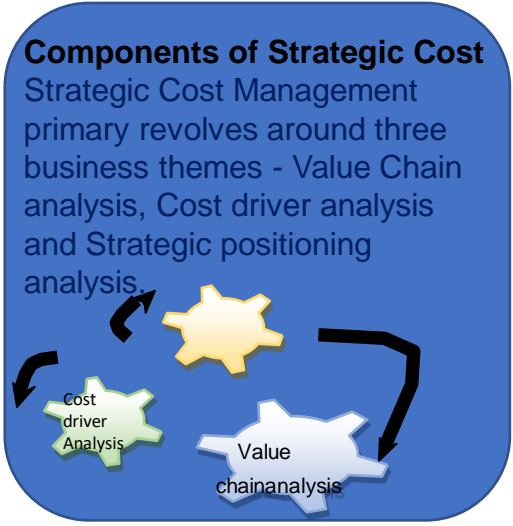 Components of Strategic Cost
Strategic Cost Management
primary revolves around three
business themes - Value Chain
analysis, Cost driver analysis
and Strategic positioning
analysis.
Cost
driver
Analysis
Value
chainanalysis